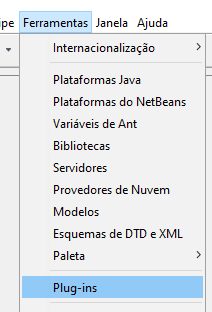 ipe Ferramentas Janela Ajuda
Internacionalização
Plataformas Java
Plataformas do NetBeans
Variáveis de Ant
Bibliotecas
Servidores
Provedores de Nuvem
Modelos
Esquemas de DTD e XML
Paleta
Plug-ins